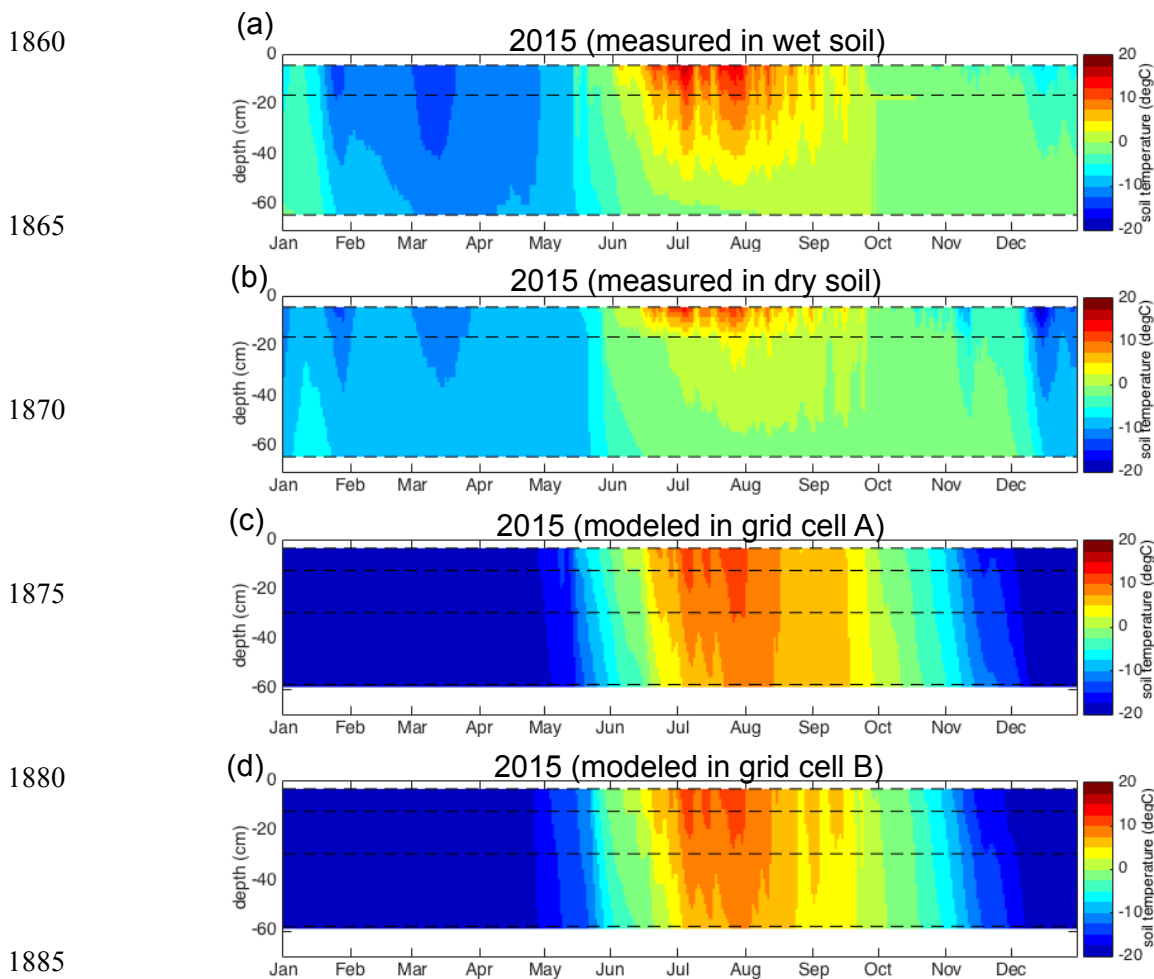 1860
1865
1870
1875
1880
1885
(a)
2015 (measured in wet soil)
0
-20
-40
-60
depth (cm)
Jan Feb Mar Apr May Jun Jul Aug Sep Oct Nov Dec
20
10
0
-10
-20
soil temperature (degC)
(b)
2015 (measured in dry soil)
0
-20
-40
-60
depth (cm)
Jan Feb Mar Apr May Jun Jul Aug Sep Oct Nov Dec
20
10
0
-10
-20
soil temperature (degC)
(c)
2015 (modeled in grid cell A)
0
-20
-40
-60
depth (cm)
Jan Feb Mar Apr May Jun Jul Aug Sep Oct Nov Dec
20
10
0
-10
-20
soil temperature (degC)
(d)
2015 (modeled in grid cell B)
0
-20
-40
-60
depth (cm)
Jan Feb Mar Apr May Jun Jul Aug Sep Oct Nov Dec
20
10
0
-10
-20
soil temperature (degC)